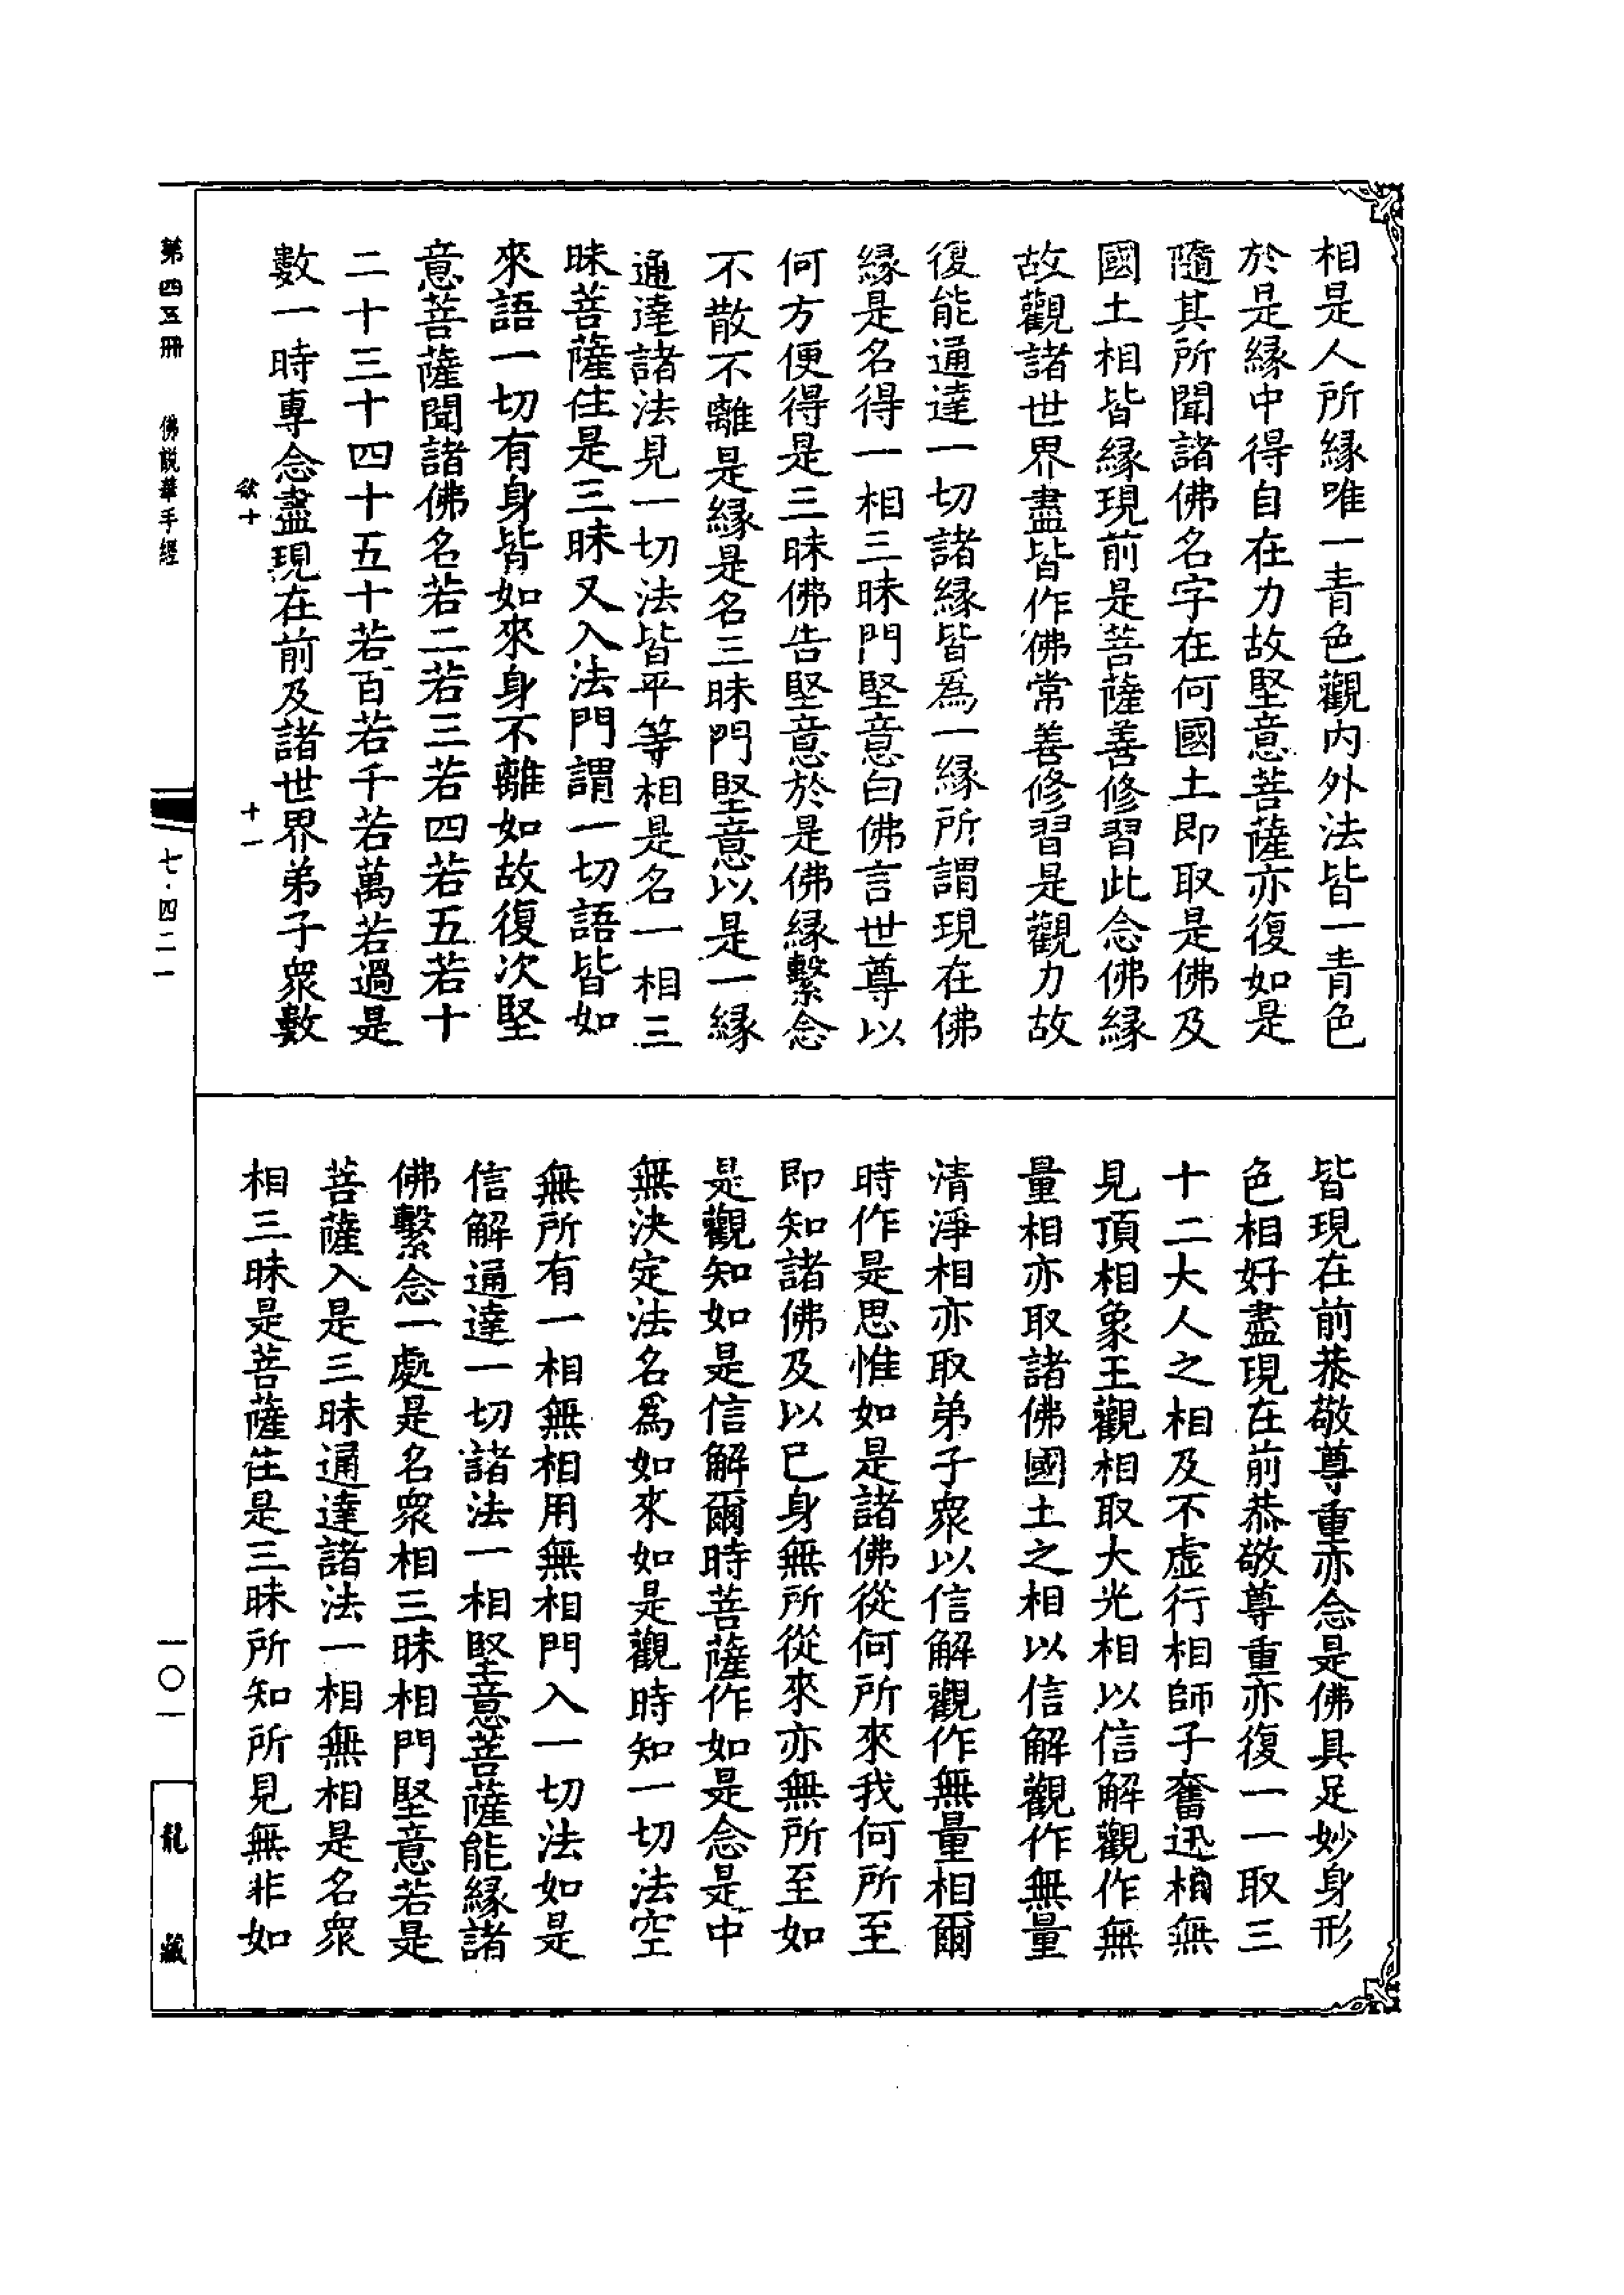 相是人所緣唯一青色觀內外法皆一青色
於是緣中得自在力故堅意菩薩亦復如是
隨其所聞諸佛名字在何國土即取是佛及
國土相皆緣現前是菩薩善修習此念佛緣
故觀諸世界盡皆作佛常善修習是觀力故
復能通達一切諸緣皆爲一緣所謂現在佛
緣是名得一相三昧門堅意白佛言世尊以
何方便得是三昧佛告堅意於是佛緣繫念
不散不離是緣是名三昧門堅意以是一緣
通達諸法見一切法皆平等相是名一相三
昧菩薩住是三昧又入法門謂一切語皆如
來語一切有身皆如來身不離如故復次堅
意菩薩聞諸佛名若二若三若四若五若十
二十三十四十五十若百若千若萬若過是
數一時專念盡現在前及諸世界弟子衆數
欲十　十一
皆現在前恭敬尊重亦念是佛具足妙身形
色相好盡現在前恭敬尊重亦復一一取三
十二大人之相及不虛行相師子奮迅相無
見頂相象王觀相取大光相以信解觀作無
量相亦取諸佛國土之相以信解觀作無量
清淨相亦取弟子衆以信解觀作無量相爾
時作是思惟如是諸佛從何所來我何所至
即知諸佛及以己身無所從來亦無所至如
是觀知如是信解爾時菩薩作如是念是中
無決定法名爲如來如是觀時知一切法空
無所有一相無相用無相門入一切法如是
信解通達一切諸法一相堅意菩薩能緣諸
佛繫念一處是名衆相三昧相門堅意若是
菩薩入是三昧通達諸法一相無相是名衆
相三昧是菩薩住是三昧所知所見無非如
第四五冊　佛說華手經　七·四二一　一〇一　龍藏